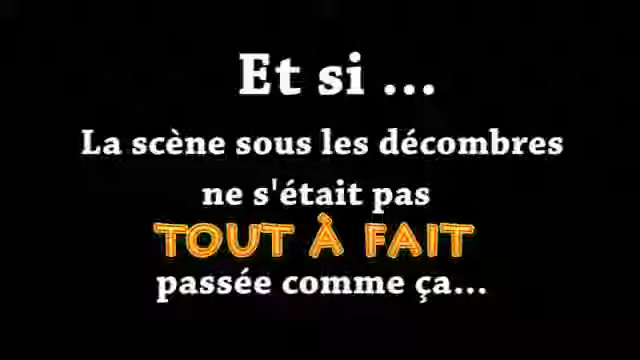 Et si ...
La scène sous les décombres
ne s'était pas
TOUT À FAIT
passée comme ça...